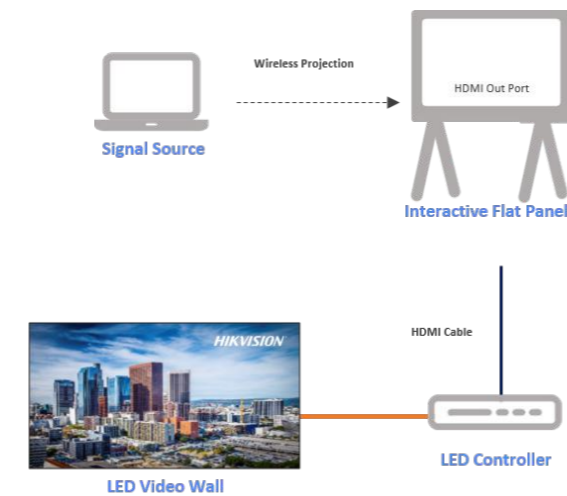 Wireless Projection
HDMI Out Port
Signal Source
Interactive Flat Panel
HDMI Cable
HIKVISION
LED Controller
LED Video Wall